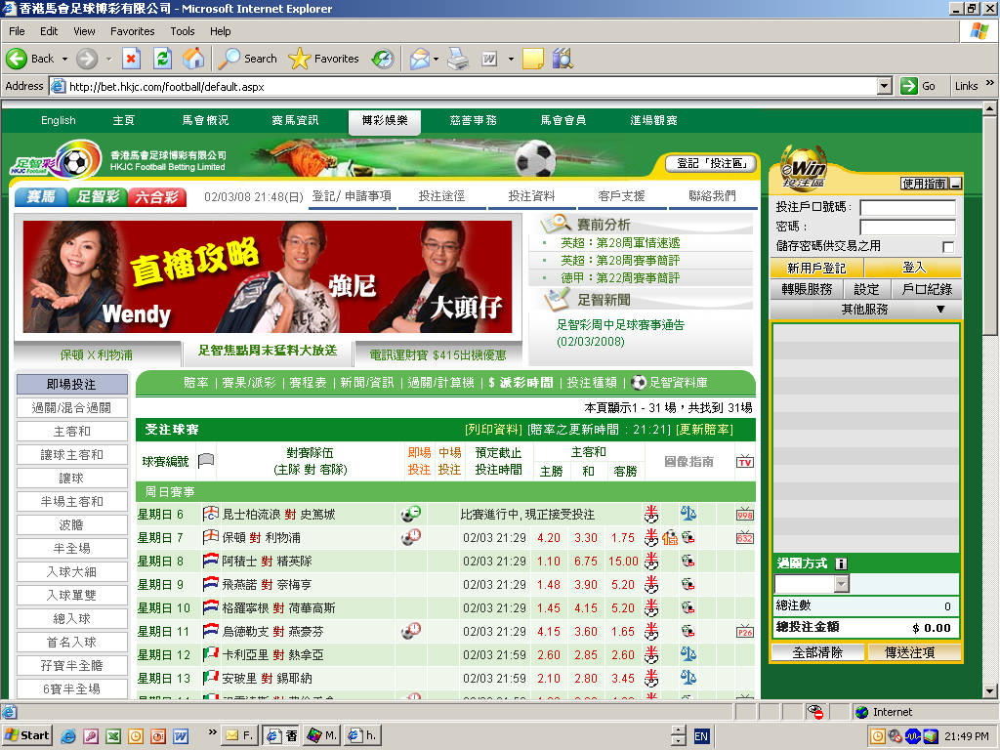 香港馬會足球博彩有限公司 - Microsoft Internet Explorer
File Edit View Favorites Tools Help
Back Search Favorites
Address http://bet.hkjc.com/football/default.aspx Go Links »
English 主頁 馬會概況 賽馬資訊 博彩娛樂 慈善事務 馬會會員 滙場觀賽
足智彩 HKJC Football
香港馬會足球博彩有限公司
HKJC Football Betting Limited
登記「投注區」
賽馬 足智彩 六合彩 02/03/08 21:48(日) 登記/ 申請事項 投注途徑 投注資料 客戶支援 聯絡我們
直播攻略
Wendy 強尼 大頭仔
保頓 X 利物浦 足智焦點周末猛料大放送 電訊運財寶 $415出機優惠
賽前分析
英超：第28周軍情速遞
英超：第28周賽事簡評
德甲：第22周賽事簡評
足智新聞
足智彩周中足球賽事通告
(02/03/2008)
eWin
投注區
使用指南
投注戶口號碼：
密碼：
儲存密碼供交易之用
新用戶登記 登入
轉賬服務 設定 戶口紀錄
其他服務 ▼
過關方式
總注數 0
總投注金額 $ 0.00
全部清除 傳送注項
即場投注
過關/混合過關
主客和
讓球主客和
讓球
半場主客和
波膽
半全場
入球大細
入球單雙
總入球
首名入球
孖寶半全膽
6寶半全場
賠率 | 賽果/派彩 | 賽程表 | 新聞/資訊 | 過關/計算機 | $ 派彩時間 | 投注種類 | 足智資料庫
本頁顯示1 - 31 場，共找到 31場
受注球賽 [列印資料] [賠率之更新時間 : 21:21] [更新賠率]
球賽編號 對賽隊伍 (主隊 對 客隊) 即場投注 中場投注 預定截止投注時間 主客和 主勝 和 客勝 圖像指南 TV
周日賽事
星期日 6 昆士柏流浪 對 史篤城 比賽進行中, 現正接受投注 998
星期日 7 保頓 對 利物浦 02/03 21:29 4.20 3.30 1.75 832
星期日 8 阿積士 對 精英隊 02/03 21:29 1.10 6.75 15.00
星期日 9 飛燕諾 對 奈梅亨 02/03 21:29 1.48 3.90 5.20
星期日 10 格羅寧根 對 荷華高斯 02/03 21:29 1.45 4.15 5.20
星期日 11 烏德勒支 對 燕豪芬 02/03 21:29 4.15 3.60 1.65 P26
星期日 12 卡利亞里 對 熱拿亞 02/03 21:59 2.60 2.85 2.60
星期日 13 安玻里 對 錫耶納 02/03 21:59 2.10 2.80 3.45
Internet
Start » F. 香 M. h. EN 21:49 PM